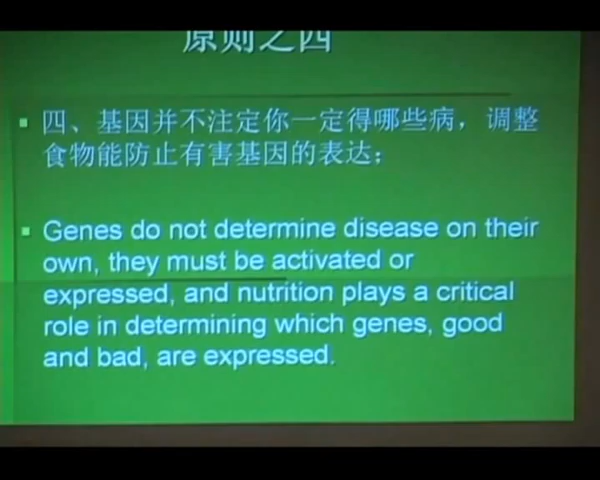 原则之四
四、基因并不注定你一定得哪些病，调整
食物能防止有害基因的表达；
Genes do not determine disease on their
own, they must be activated or
expressed, and nutrition plays a critical
role in determining which genes, good
and bad, are expressed.